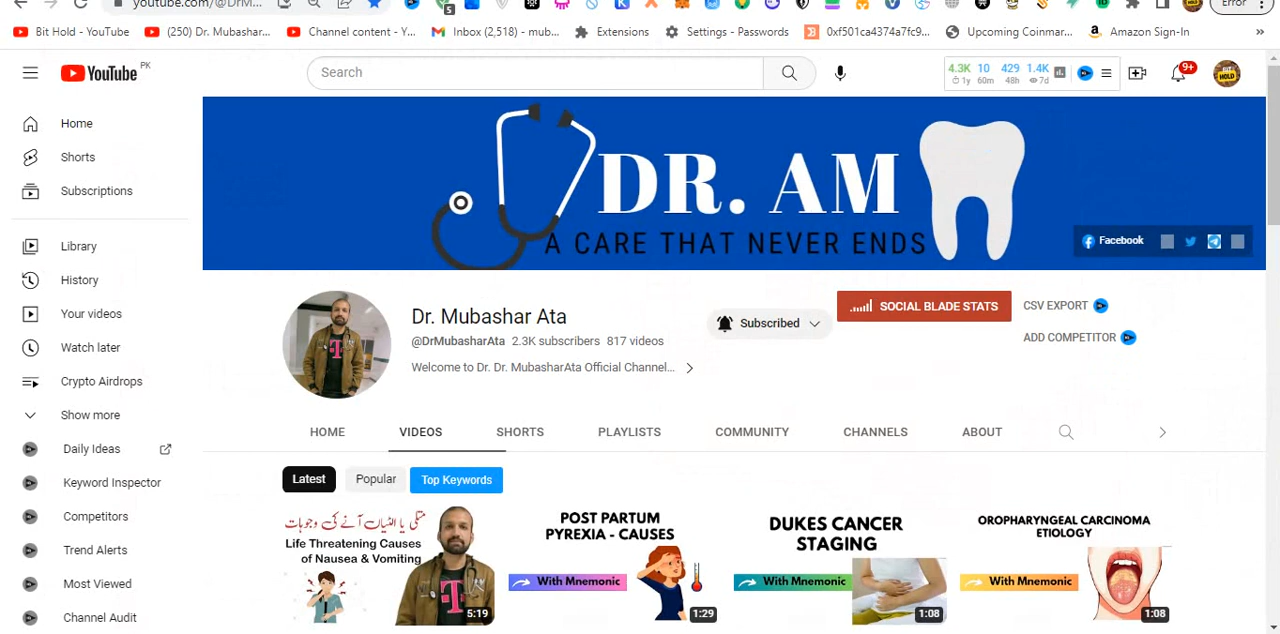 youtube.com/@DrM...
5
Error
Bit Hold - YouTube
(250) Dr. Mubashar...
Channel content - Y...
Inbox (2,518) - mub...
Extensions
Settings - Passwords
0xf501ca4374a7fc9...
Upcoming Coinmar...
Amazon Sign-In
»
YouTube PK
Search
4.3K 10 429 1.4K
1y 60m 48h 7d
9+
Home
Shorts
Subscriptions
Library
History
Your videos
Watch later
Crypto Airdrops
Show more
Daily Ideas
Keyword Inspector
Competitors
Trend Alerts
Most Viewed
Channel Audit
DR. AM
A CARE THAT NEVER ENDS
Facebook
Dr. Mubashar Ata
@DrMubasharAta 2.3K subscribers 817 videos
Welcome to Dr. Dr. MubasharAta Official Channel...
Subscribed
SOCIAL BLADE STATS
CSV EXPORT
ADD COMPETITOR
HOME
VIDEOS
SHORTS
PLAYLISTS
COMMUNITY
CHANNELS
ABOUT
Latest
Popular
Top Keywords
متلی یا الٹیاں آنے کی وجوہات
Life Threatening Causes
of Nausea & Vomiting
5:19
POST PARTUM
PYREXIA - CAUSES
With Mnemonic
1:29
DUKES CANCER
STAGING
With Mnemonic
1:08
OROPHARYNGEAL CARCINOMA
ETIOLOGY
With Mnemonic
1:08